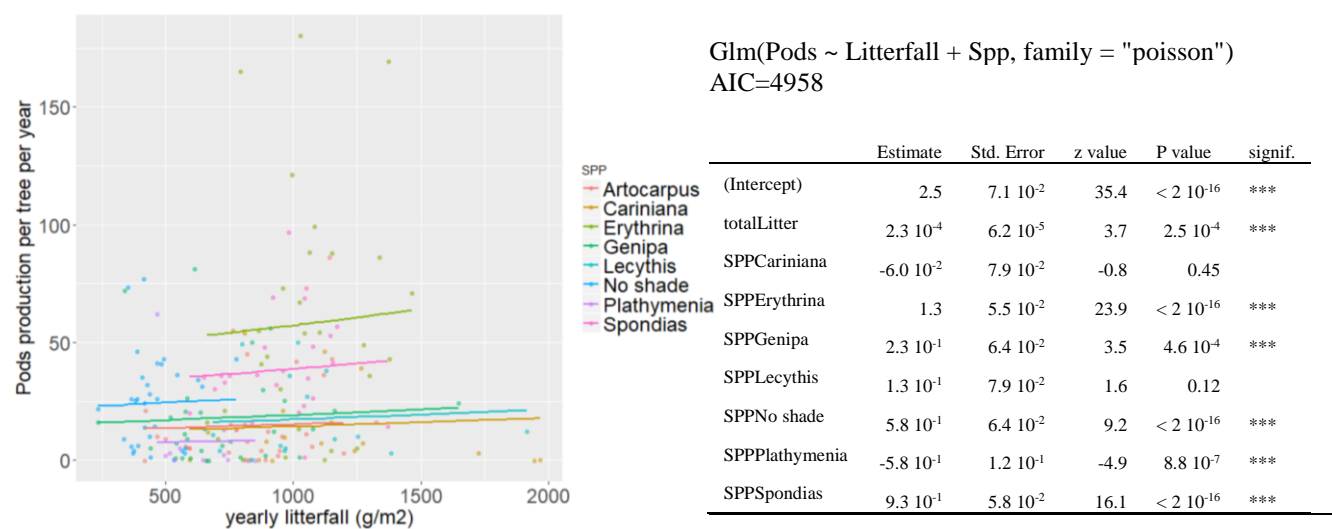 Pods production per tree per year
150
100
50
0
500
1000
1500
2000
yearly litterfall (g/m2)
SPP
Artocarpus
Cariniana
Erythrina
Genipa
Lecythis
No shade
Plathymenia
Spondias
Glm(Pods ~ Litterfall + Spp, family = "poisson")
AIC=4958
Estimate Std. Error z value P value signif.
(Intercept) 2.5 7.1 10-2 35.4 < 2 10-16 ***
totalLitter 2.3 10-4 6.2 10-5 3.7 2.5 10-4 ***
SPPCariniana -6.0 10-2 7.9 10-2 -0.8 0.45
SPPErythrina 1.3 5.5 10-2 23.9 < 2 10-16 ***
SPPGenipa 2.3 10-1 6.4 10-2 3.5 4.6 10-4 ***
SPPLecythis 1.3 10-1 7.9 10-2 1.6 0.12
SPPNo shade 5.8 10-1 6.4 10-2 9.2 < 2 10-16 ***
SPPPlathymenia -5.8 10-1 1.2 10-1 -4.9 8.8 10-7 ***
SPPSpondias 9.3 10-1 5.8 10-2 16.1 < 2 10-16 ***